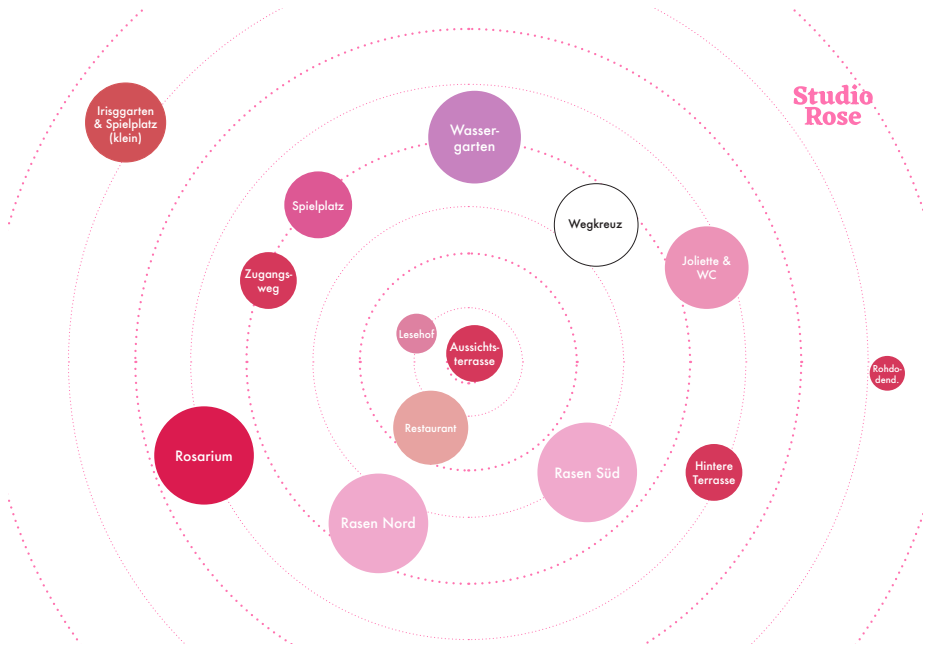 Studio
Rose
Irisggarten
& Spielplatz
(klein)
Wasser-
garten
Spielplatz
Wegkreuz
Zugangs-
weg
Joliette &
WC
Lesehof
Aussichts-
terrasse
Rohdo-
dend.
Restaurant
Rosarium
Rasen Süd
Hintere
Terrasse
Rasen Nord